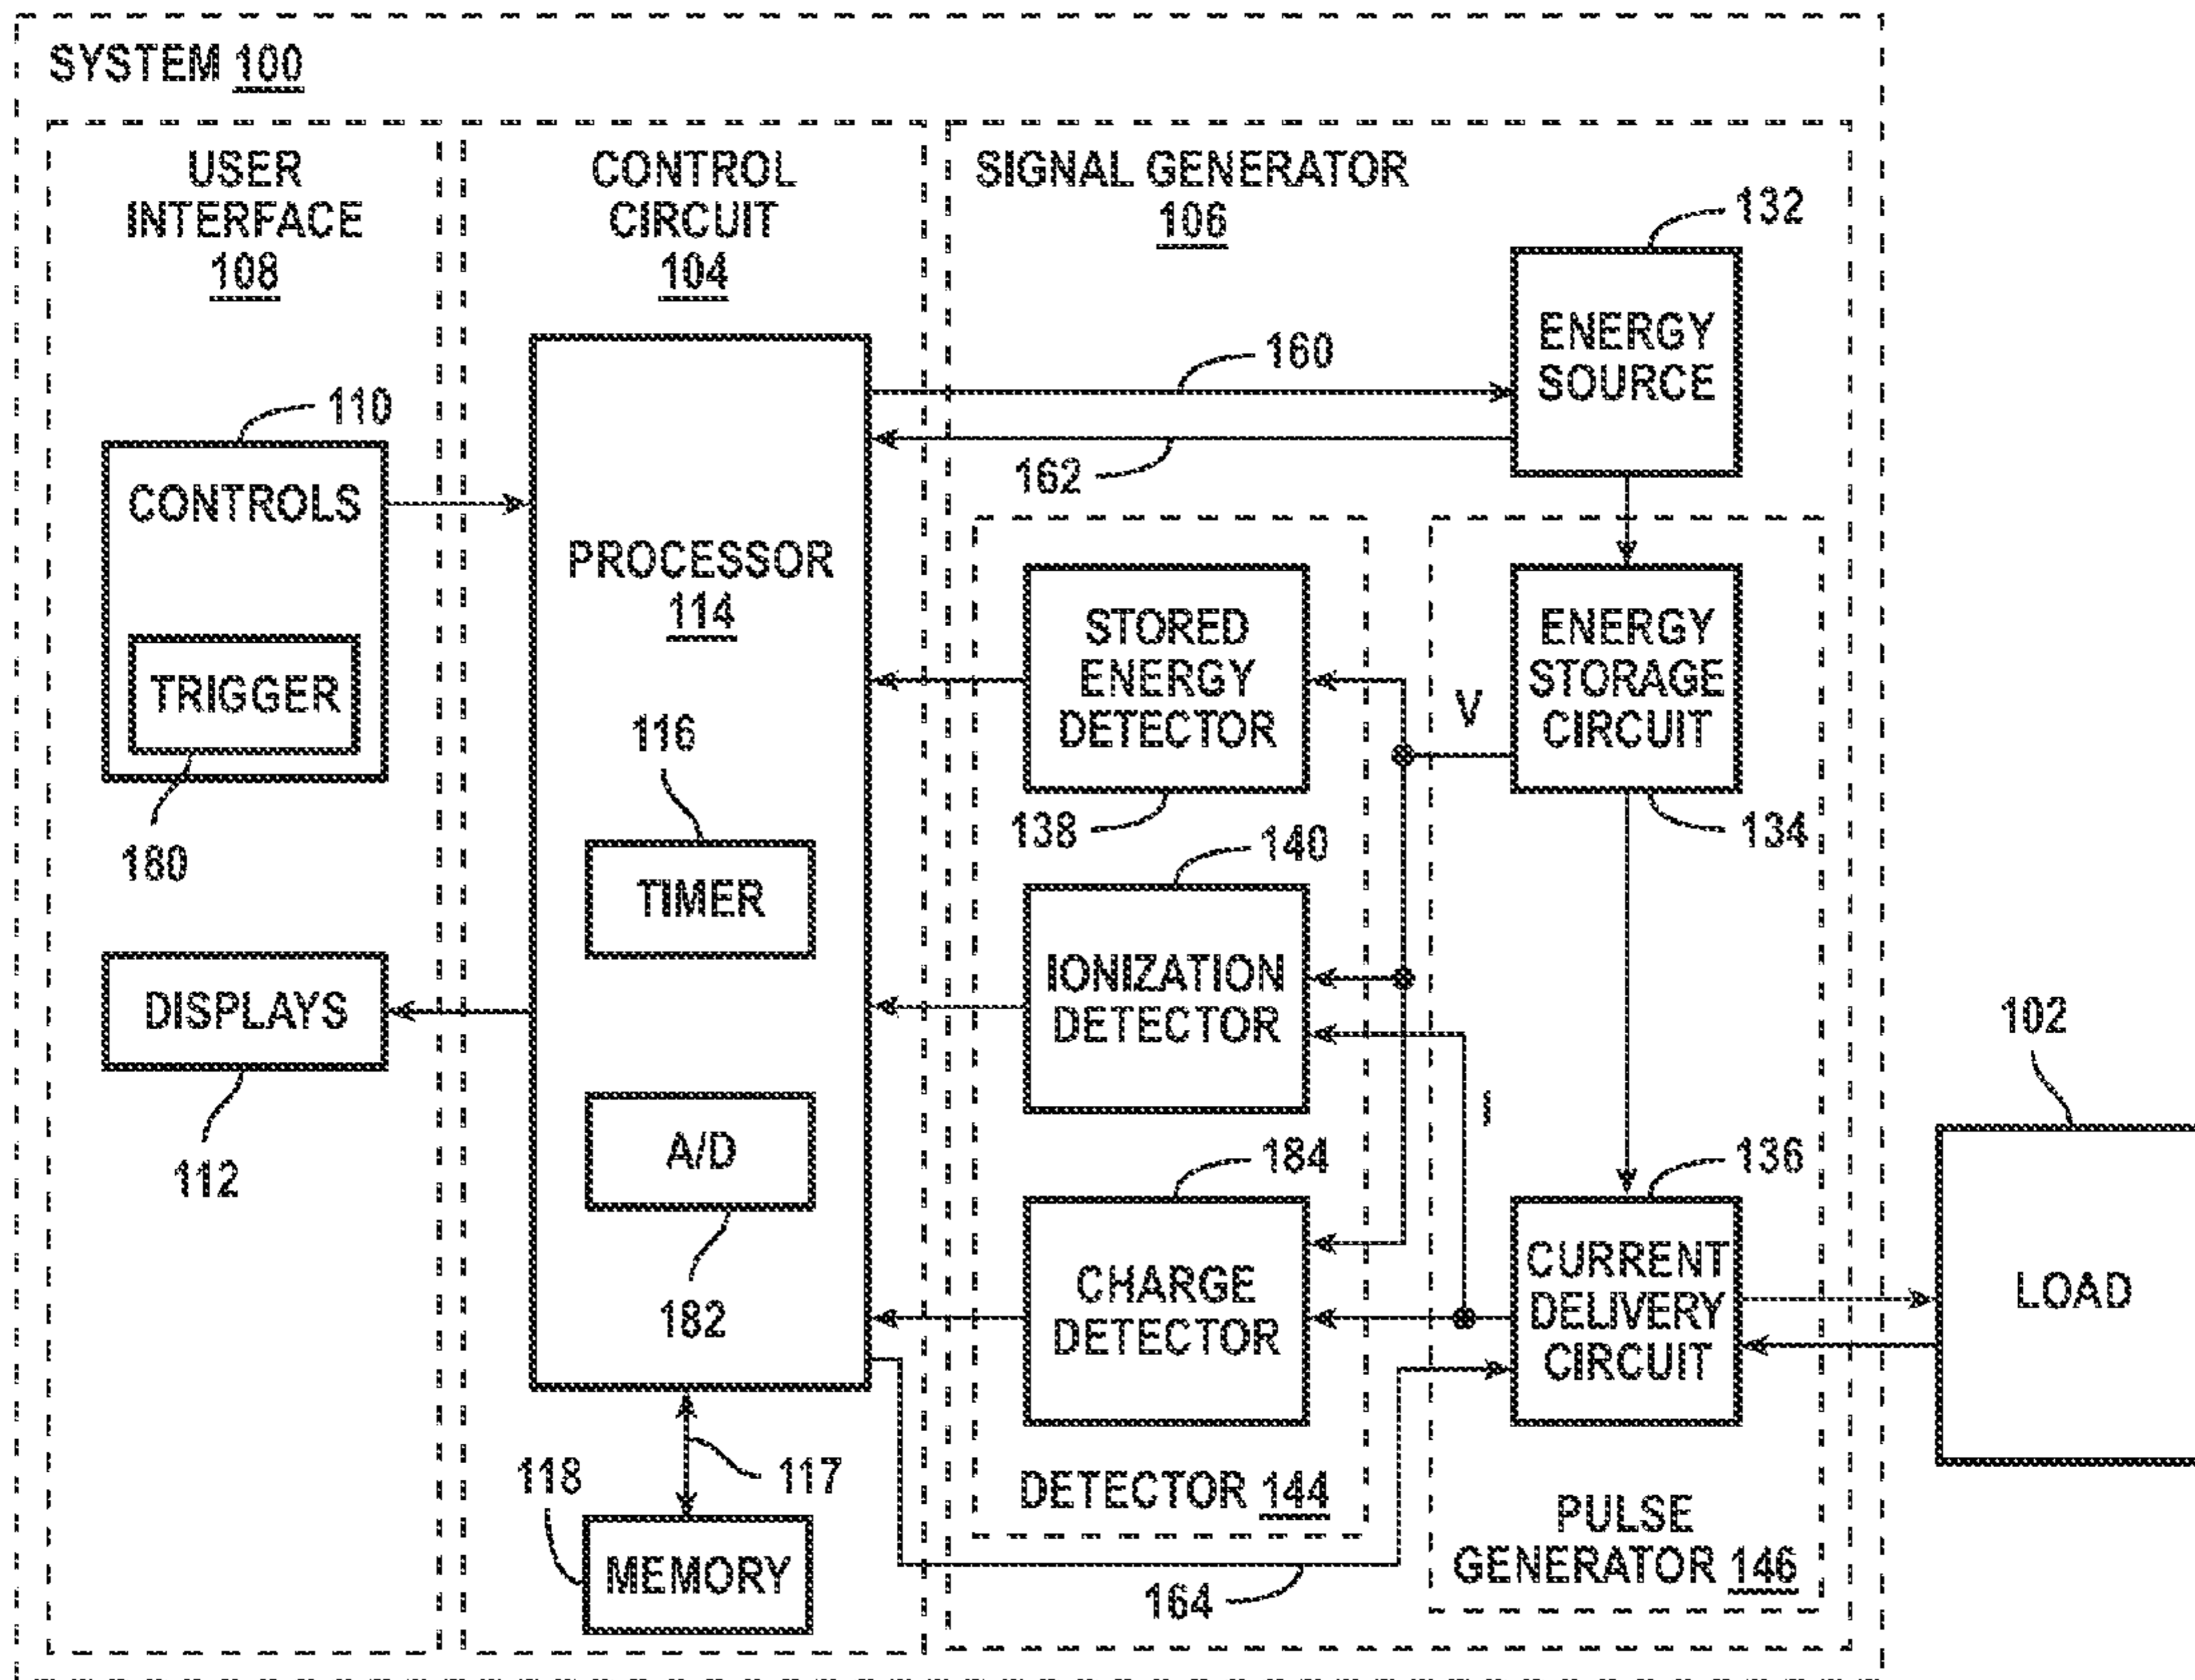 SYSTEM 100
USER
INTERFACE
108
CONTROL
CIRCUIT
104
SIGNAL GENERATOR
106
132
ENERGY
SOURCE
160
162
110
CONTROLS
TRIGGER
180
DISPLAYS
112
PROCESSOR
114
116
TIMER
A/D
182
117
118
MEMORY
STORED
ENERGY
DETECTOR
138
140
IONIZATION
DETECTOR
184
CHARGE
DETECTOR
DETECTOR 144
164
V
ENERGY
STORAGE
CIRCUIT
134
I
136
CURRENT
DELIVERY
CIRCUIT
PULSE
GENERATOR 146
102
LOAD